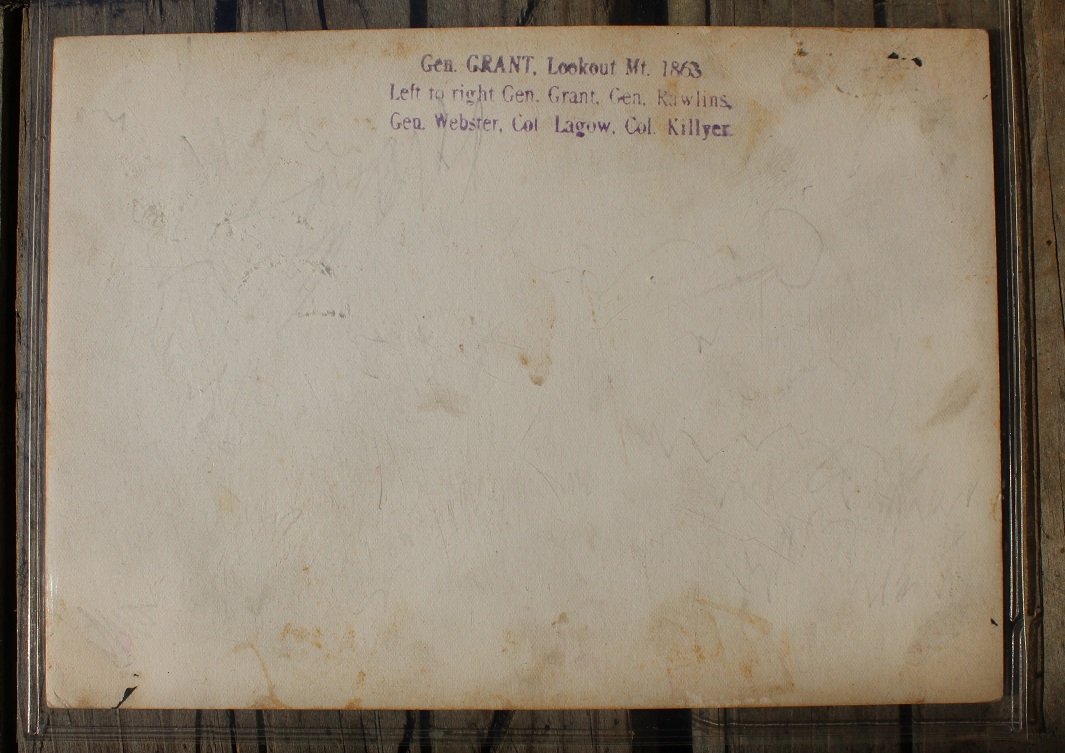 Gen. GRANT, Lookout Mt. 1863
Left to right Gen. Grant, Gen. Rawlins,
Gen. Webster, Col Lagow, Col. Killyer.